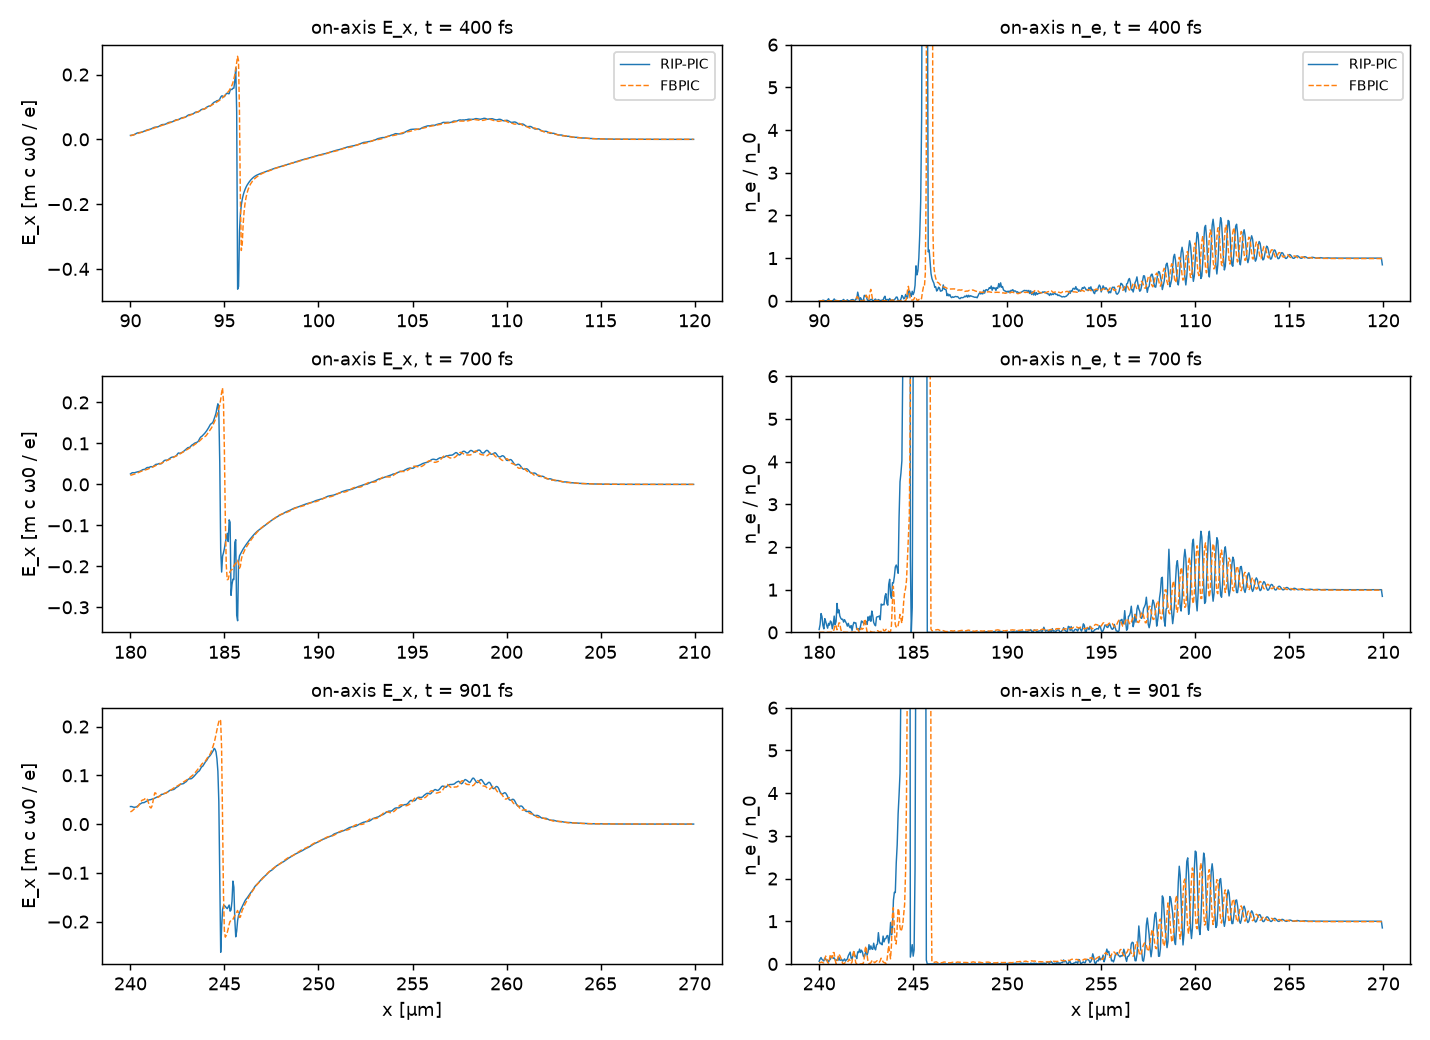 on-axis E_x, t = 400 fs
on-axis n_e, t = 400 fs
E_x [m c ω0 / e]
0.2
0.0
−0.2
−0.4
RIP-PIC
FBPIC
90 95 100 105 110 115 120
n_e / n_0
6
5
4
3
2
1
0
RIP-PIC
FBPIC
90 95 100 105 110 115 120
on-axis E_x, t = 700 fs
on-axis n_e, t = 700 fs
E_x [m c ω0 / e]
0.2
0.1
0.0
−0.1
−0.2
−0.3
180 185 190 195 200 205 210
n_e / n_0
6
5
4
3
2
1
0
180 185 190 195 200 205 210
on-axis E_x, t = 901 fs
on-axis n_e, t = 901 fs
E_x [m c ω0 / e]
0.2
0.1
0.0
−0.1
−0.2
240 245 250 255 260 265 270
x [μm]
n_e / n_0
6
5
4
3
2
1
0
240 245 250 255 260 265 270
x [μm]